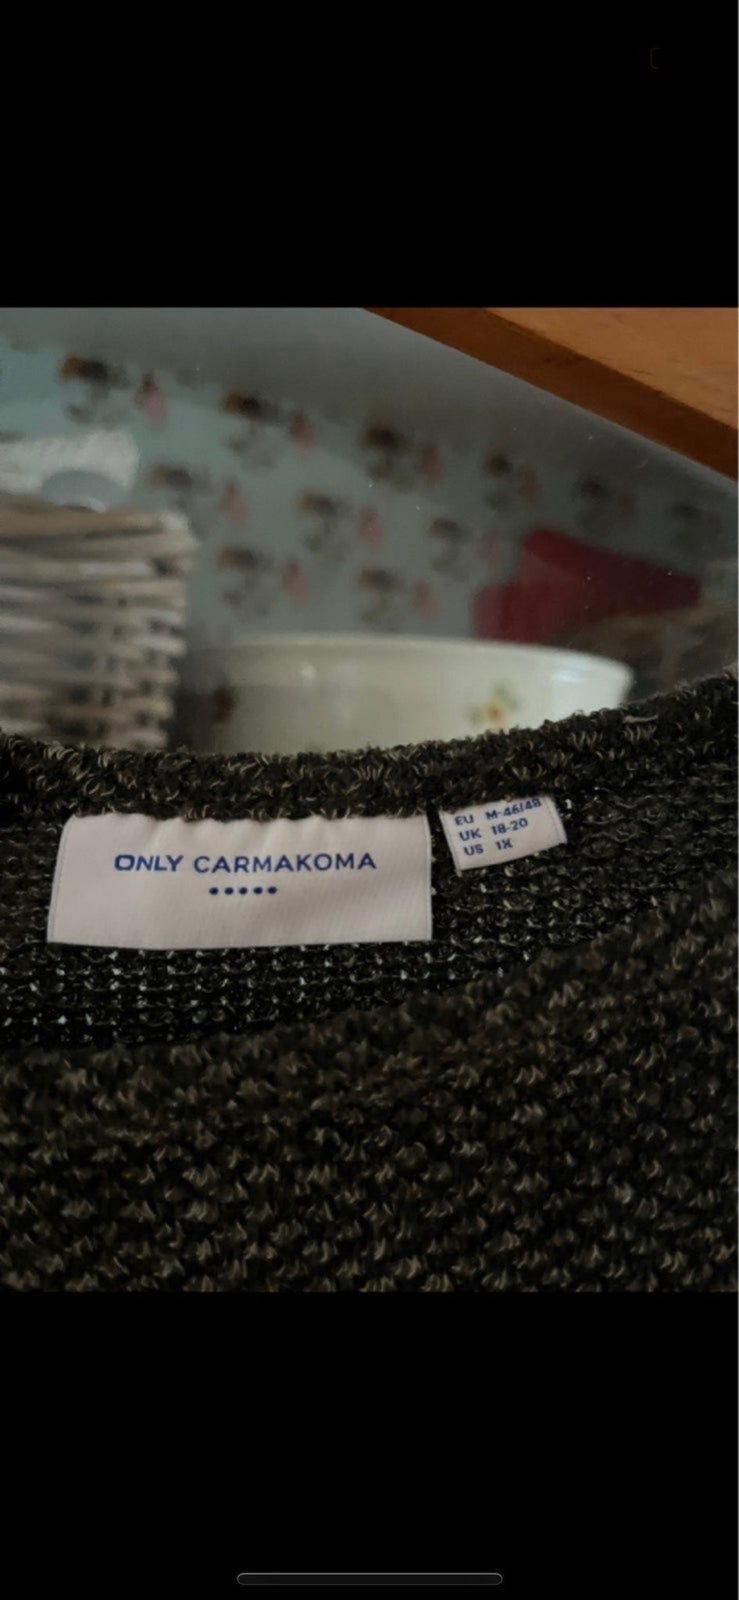 ONLY CARMAKOMA
EU M-46/48
UK 18-20
US 1X